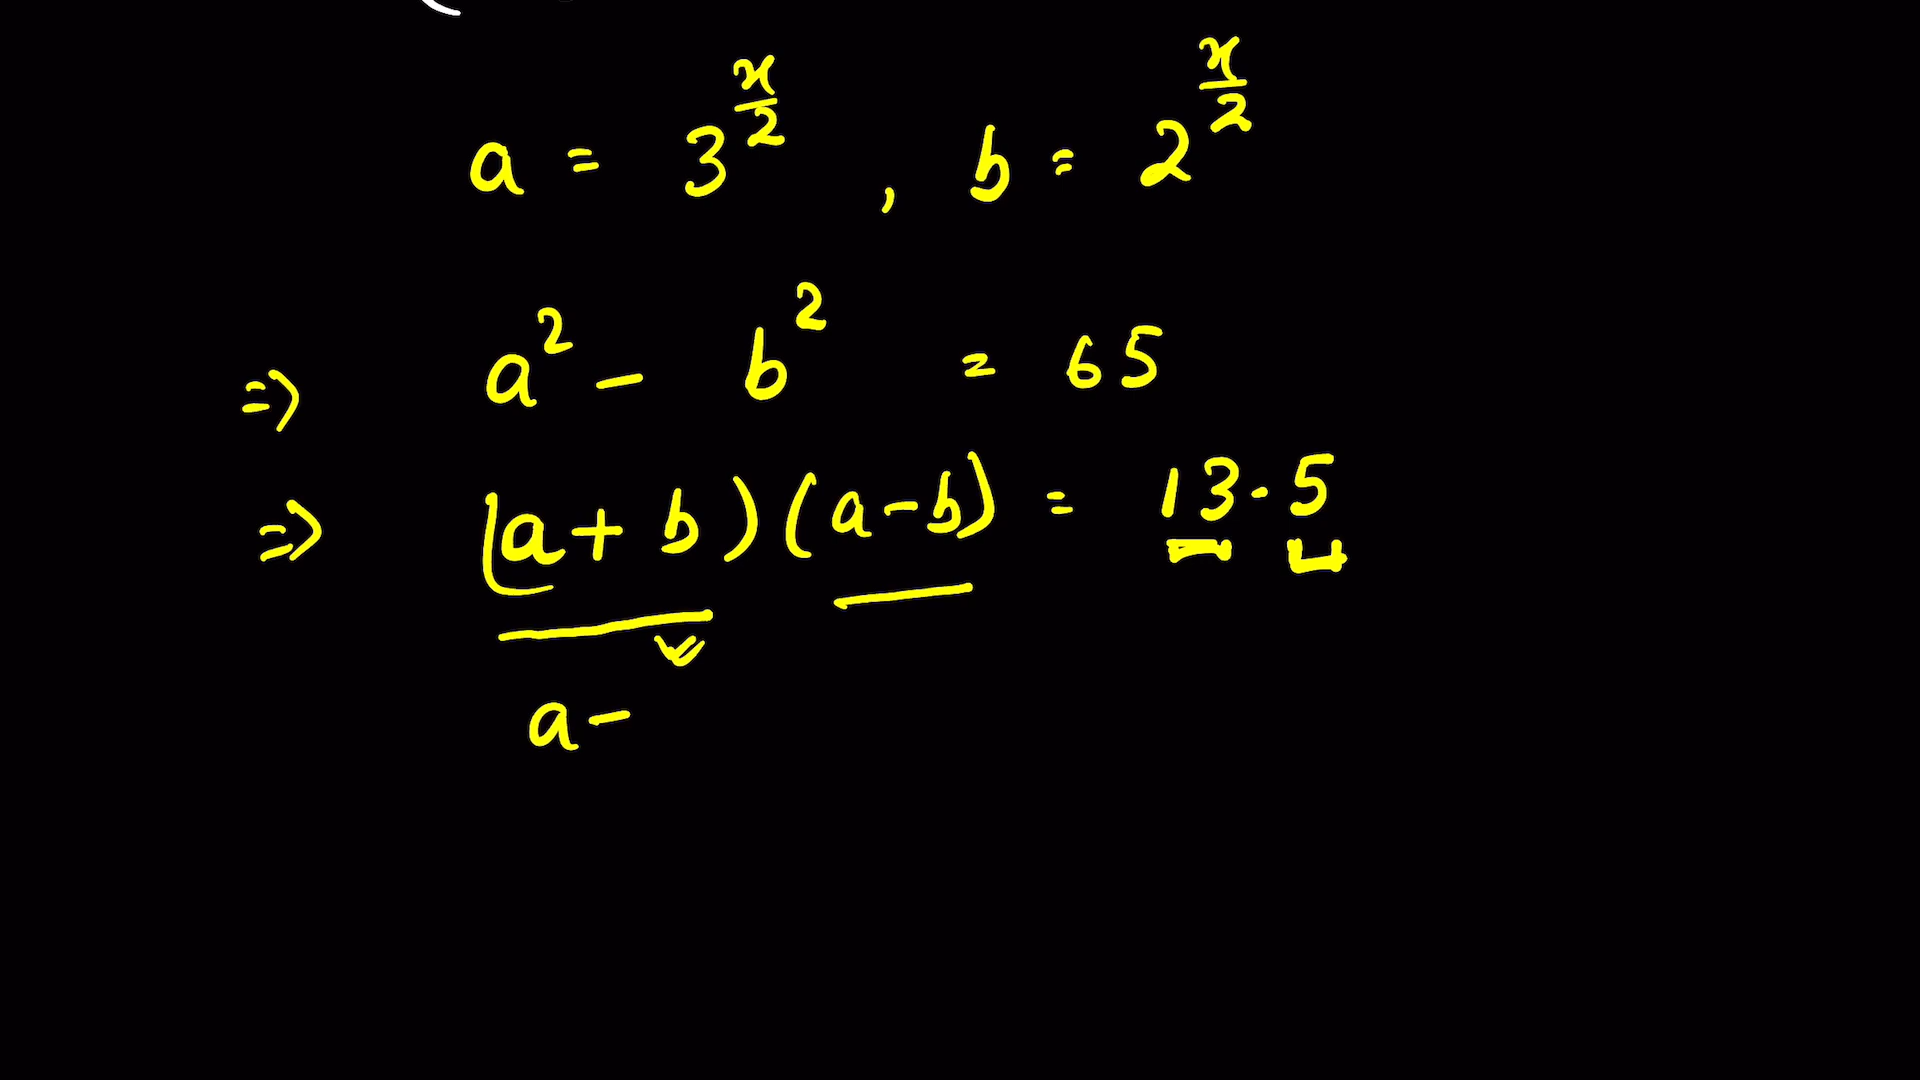 a = 3^{x/2} , b = 2^{x/2}
⇒ a² - b² = 65
⇒ (a + b)(a - b) = 13·5
a -